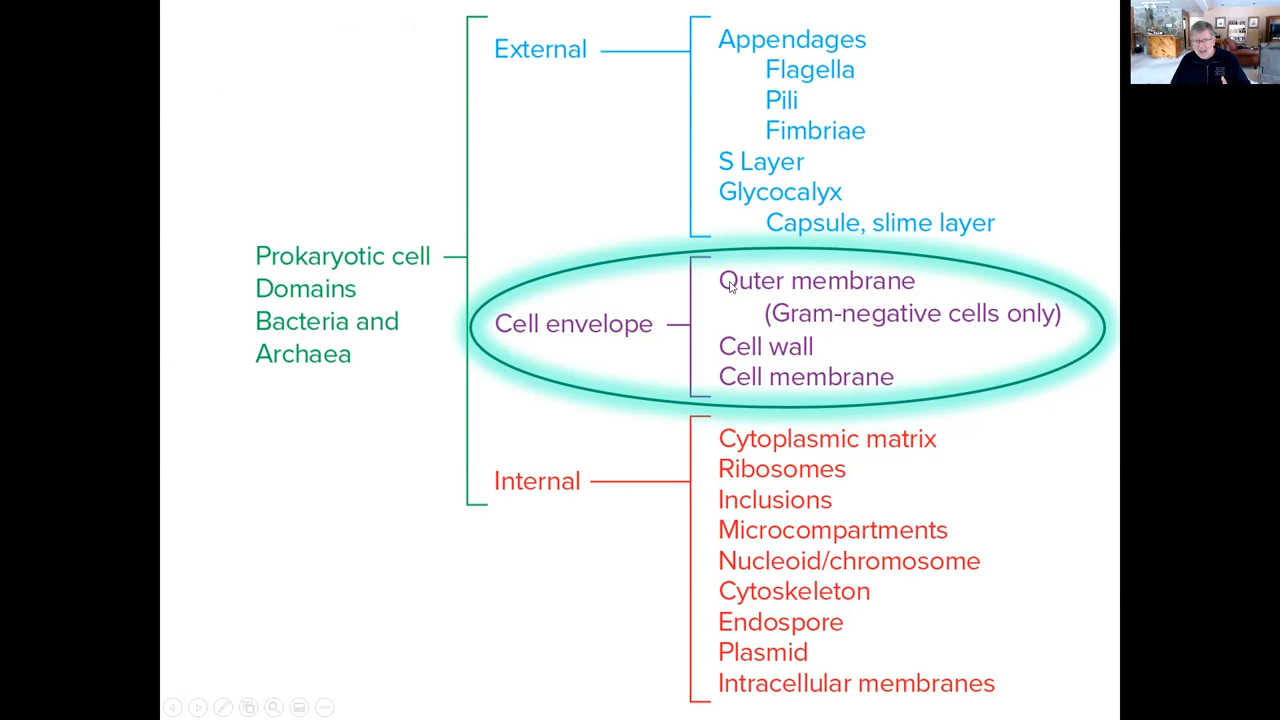 External
Appendages
Flagella
Pili
Fimbriae
S Layer
Glycocalyx
Capsule, slime layer
Prokaryotic cell
Domains
Bacteria and
Archaea
Cell envelope
Outer membrane
(Gram-negative cells only)
Cell wall
Cell membrane
Internal
Cytoplasmic matrix
Ribosomes
Inclusions
Microcompartments
Nucleoid/chromosome
Cytoskeleton
Endospore
Plasmid
Intracellular membranes